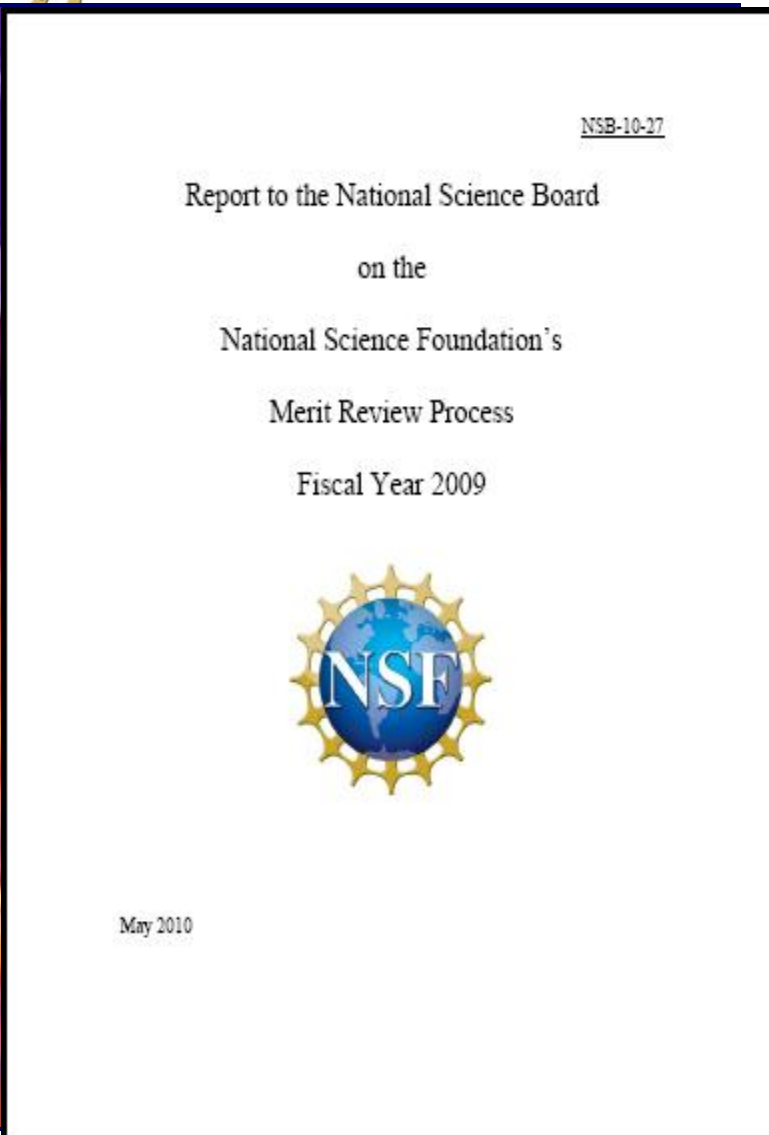 NSB-10-27
Report to the National Science Board
on the
National Science Foundation's
Merit Review Process
Fiscal Year 2009
NSF
May 2010